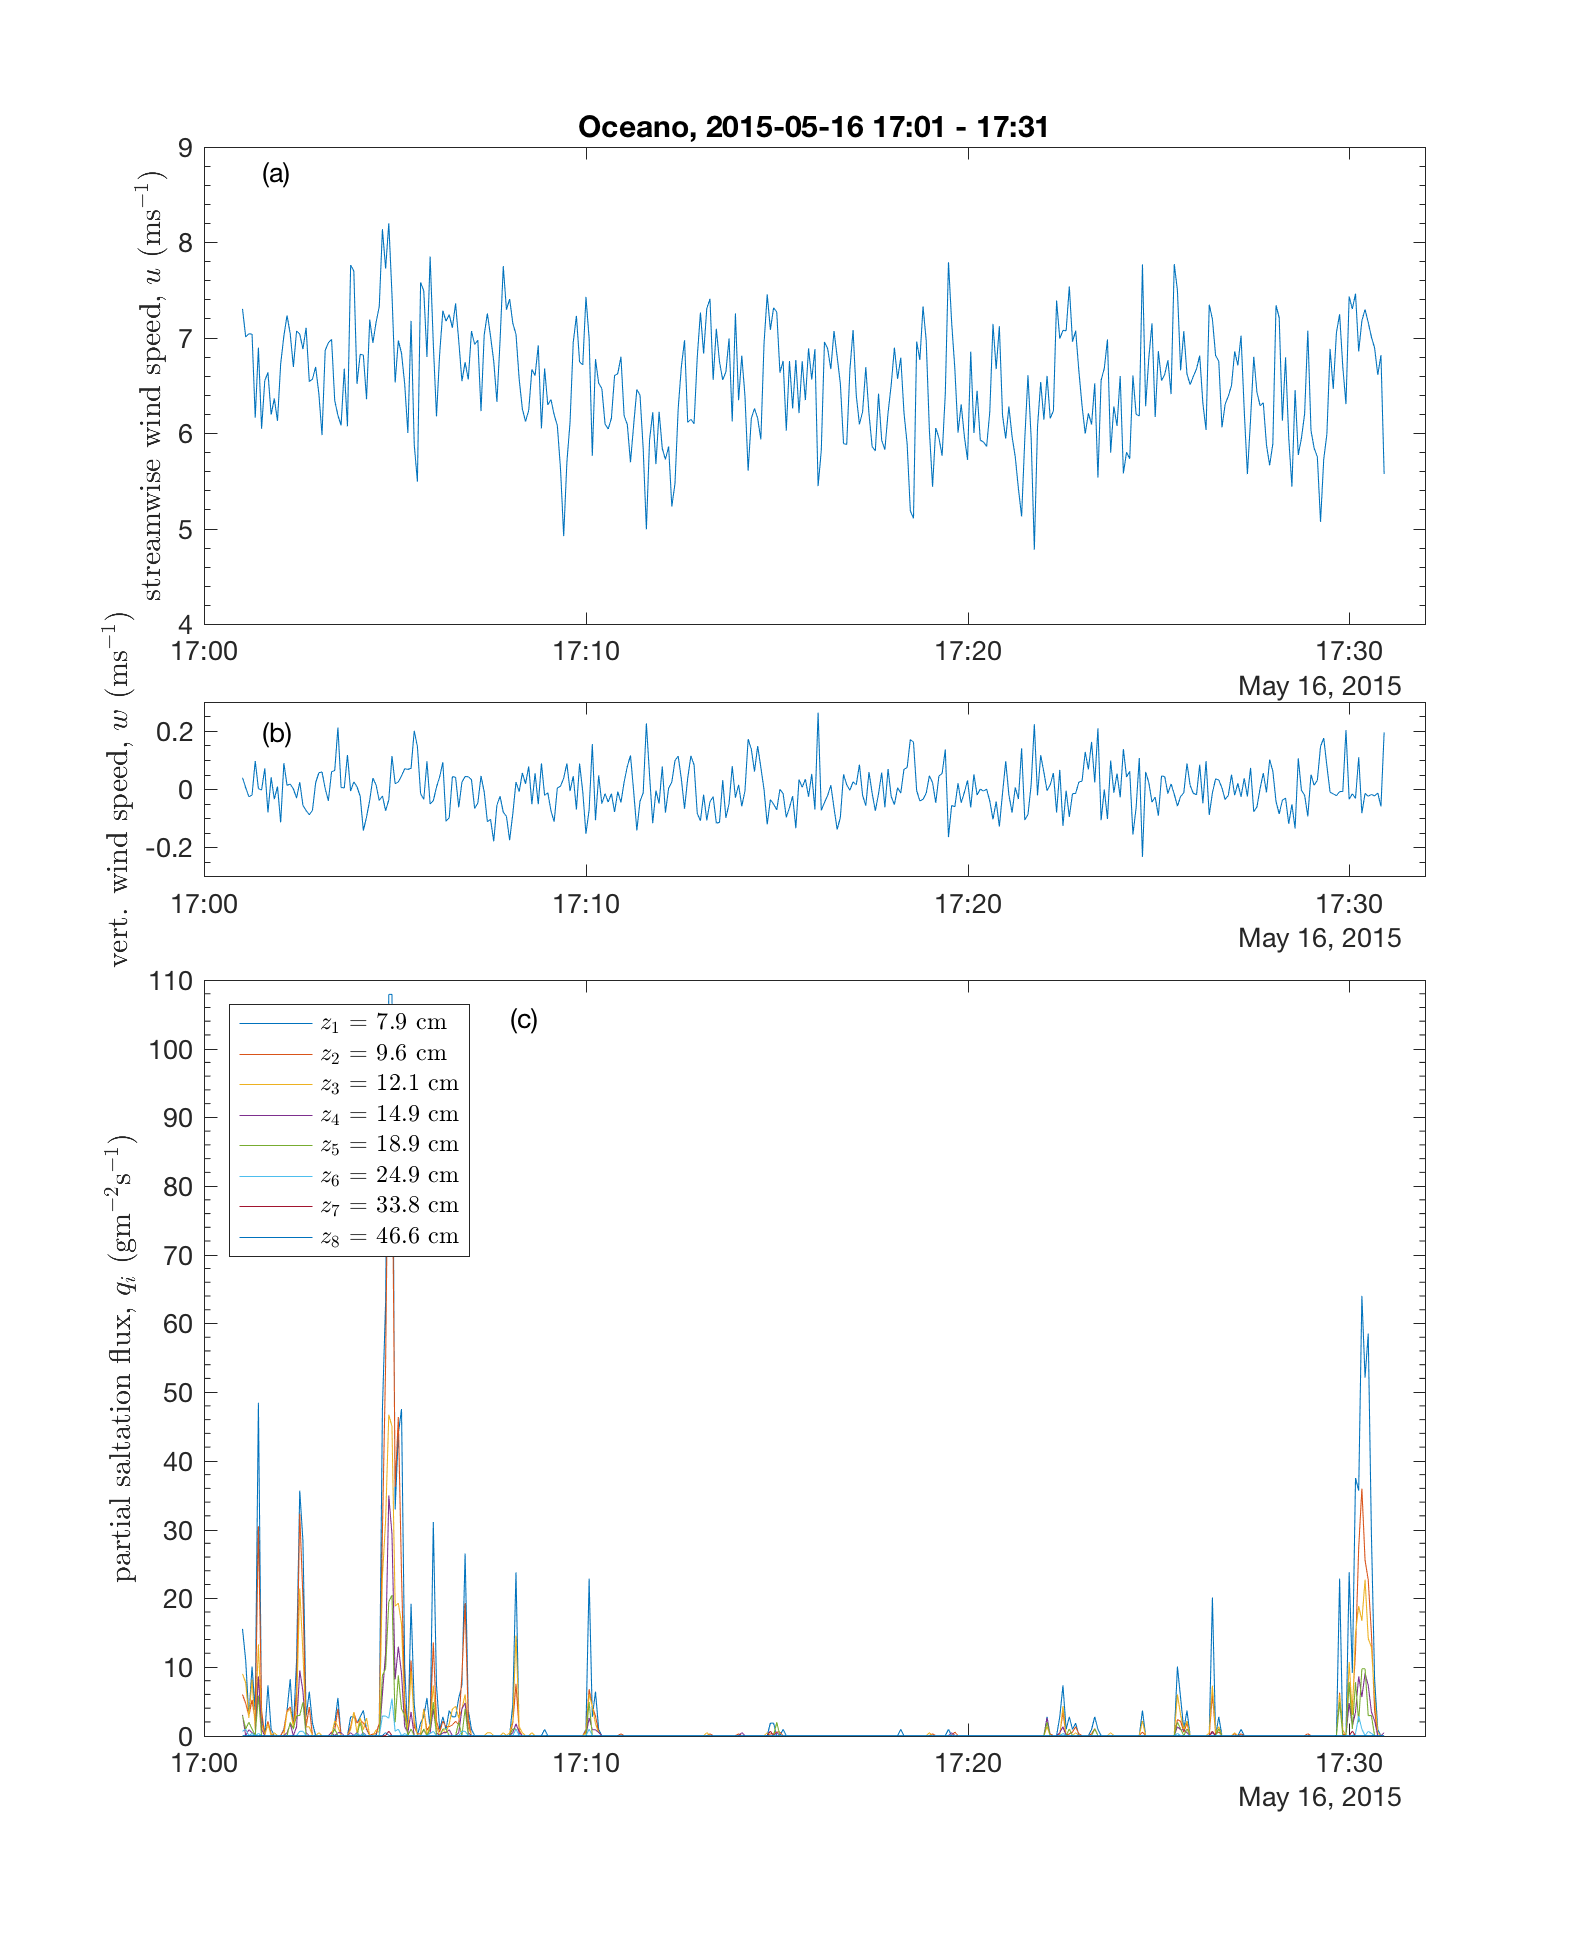 Oceano, 2015-05-16 17:01 - 17:31
(a)
streamwise wind speed, u (ms⁻¹)
9
8
7
6
5
4
17:00 17:10 17:20 17:30
May 16, 2015
(b)
vert. wind speed, w (ms⁻¹)
0.2
0
-0.2
17:00 17:10 17:20 17:30
May 16, 2015
(c)
partial saltation flux, qᵢ (gm⁻²s⁻¹)
110
100
90
80
70
60
50
40
30
20
10
0
z₁ = 7.9 cm
z₂ = 9.6 cm
z₃ = 12.1 cm
z₄ = 14.9 cm
z₅ = 18.9 cm
z₆ = 24.9 cm
z₇ = 33.8 cm
z₈ = 46.6 cm
17:00 17:10 17:20 17:30
May 16, 2015